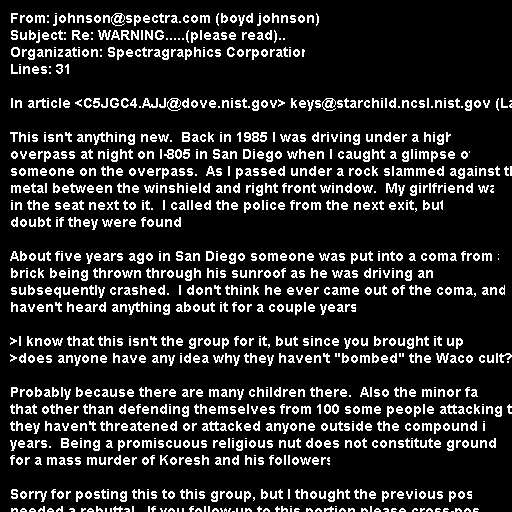 From: johnson@spectra.com (boyd johnson)
Subject: Re: WARNING.....(please read)..
Organization: Spectragraphics Corporation
Lines: 31

In article <C5JGC4.AJJ@dove.nist.gov> keys@starchild.ncsl.nist.gov (La

This isn't anything new.  Back in 1985 I was driving under a high
overpass at night on I-805 in San Diego when I caught a glimpse of
someone on the overpass.  As I passed under a rock slammed against th
metal between the winshield and right front window.  My girlfriend wa
in the seat next to it.  I called the police from the next exit, but
doubt if they were found

About five years ago in San Diego someone was put into a coma from
brick being thrown through his sunroof as he was driving an
subsequently crashed.  I don't think he ever came out of the coma, and
haven't heard anything about it for a couple years

>I know that this isn't the group for it, but since you brought it up
>does anyone have any idea why they haven't "bombed" the Waco cult?

Probably because there are many children there.  Also the minor fa
that other than defending themselves from 100 some people attacking t
they haven't threatened or attacked anyone outside the compound i
years.  Being a promiscuous religious nut does not constitute ground
for a mass murder of Koresh and his followers

Sorry for posting this to this group, but I thought the previous pos
needed a rebuttal.  If you follow-up to this portion please cross-pos